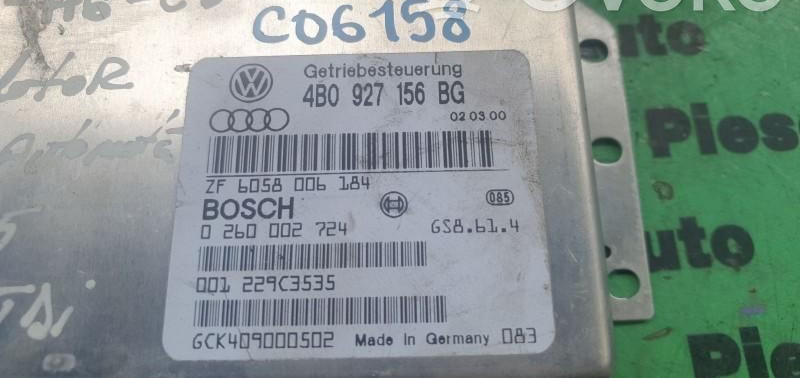 C06158
Getriebesteuerung
4B0 927 156 BG
02 03.00
ZF 6058 006 184
BOSCH
085
0 260 002 724
GS8.61.4
001 229C3535
GCK409000502 Made in Germany 083
TDi
auto
Pies
auto